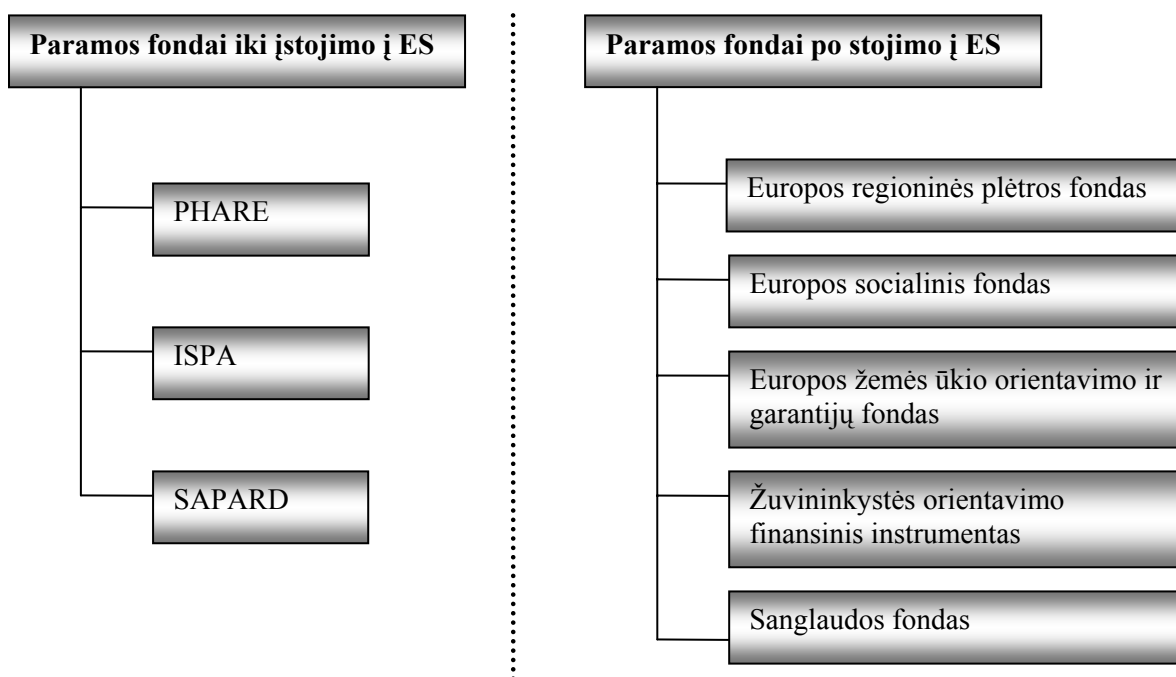 Paramos fondai iki įstojimo į ES
PHARE
ISPA
SAPARD
Paramos fondai po stojimo į ES
Europos regioninės plėtros fondas
Europos socialinis fondas
Europos žemės ūkio orientavimo ir
garantijų fondas
Žuvininkystės orientavimo
finansinis instrumentas
Sanglaudos fondas